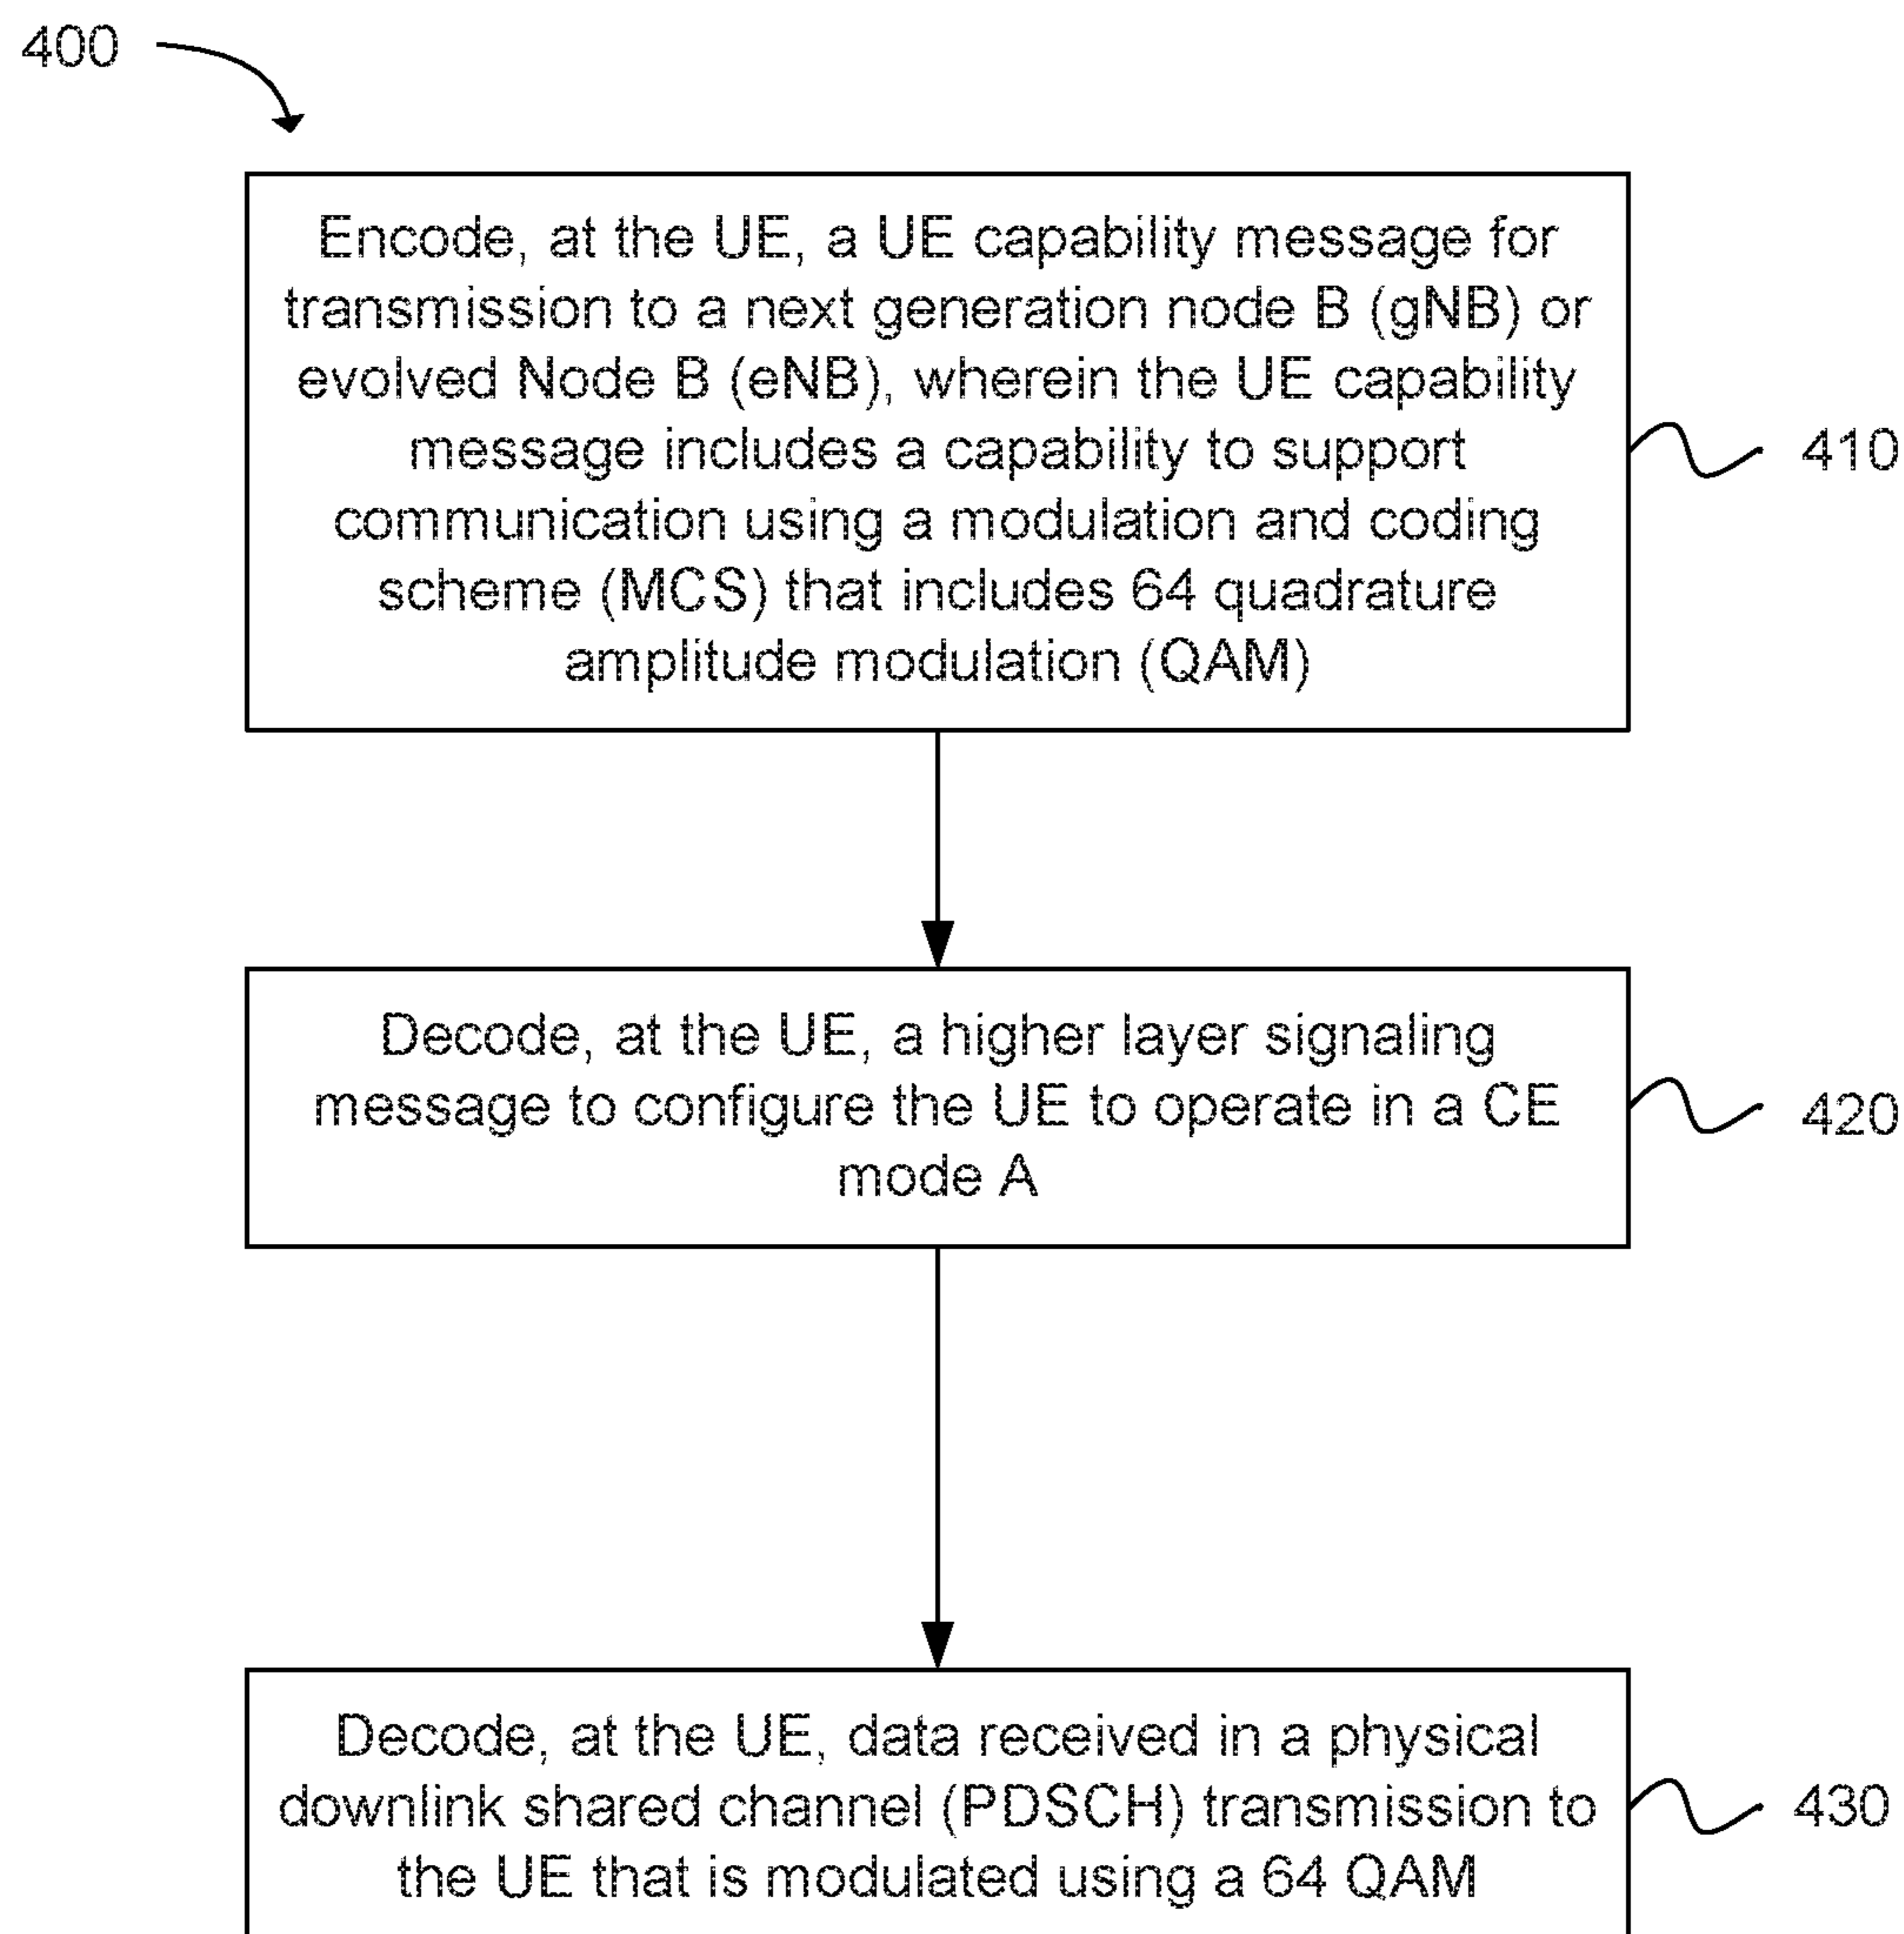 400
Encode, at the UE, a UE capability message for
transmission to a next generation node B (gNB) or
evolved Node B (eNB), wherein the UE capability
message includes a capability to support
communication using a modulation and coding
scheme (MCS) that includes 64 quadrature
amplitude modulation (QAM)
410
Decode, at the UE, a higher layer signaling
message to configure the UE to operate in a CE
mode A
420
Decode, at the UE, data received in a physical
downlink shared channel (PDSCH) transmission to
the UE that is modulated using a 64 QAM
430